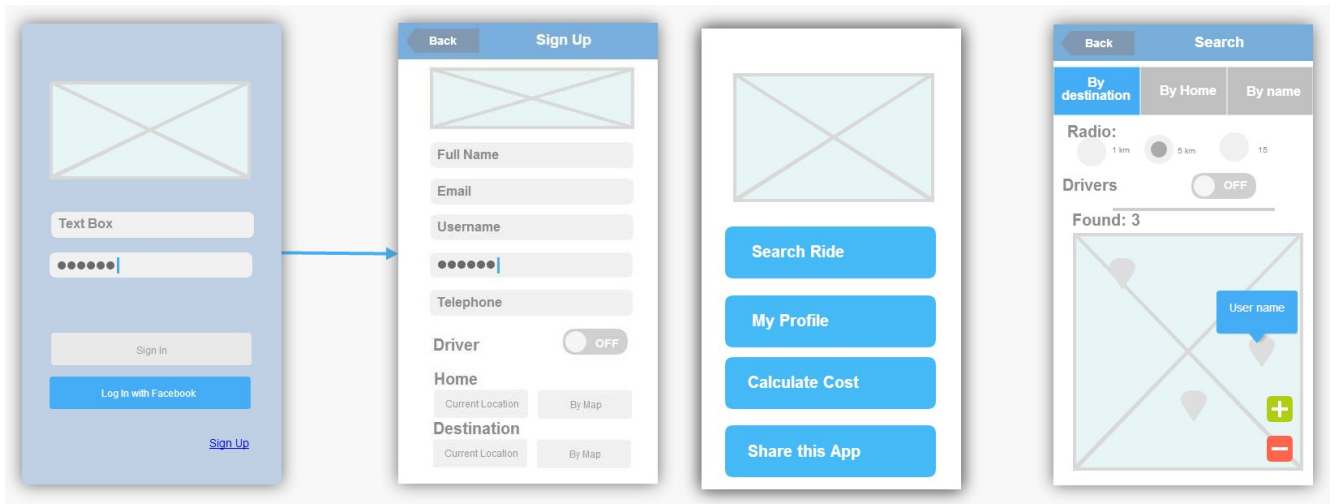 Text Box
●●●●●●
Sign In
Log In with Facebook
Sign Up
Back
Sign Up
Full Name
Email
Username
●●●●●●
Telephone
Driver
OFF
Home
Current Location
By Map
Destination
Current Location
By Map
Search Ride
My Profile
Calculate Cost
Share this App
Back
Search
By
destination
By Home
By name
Radio:
1 km
5 km
15
Drivers
OFF
Found: 3
User name